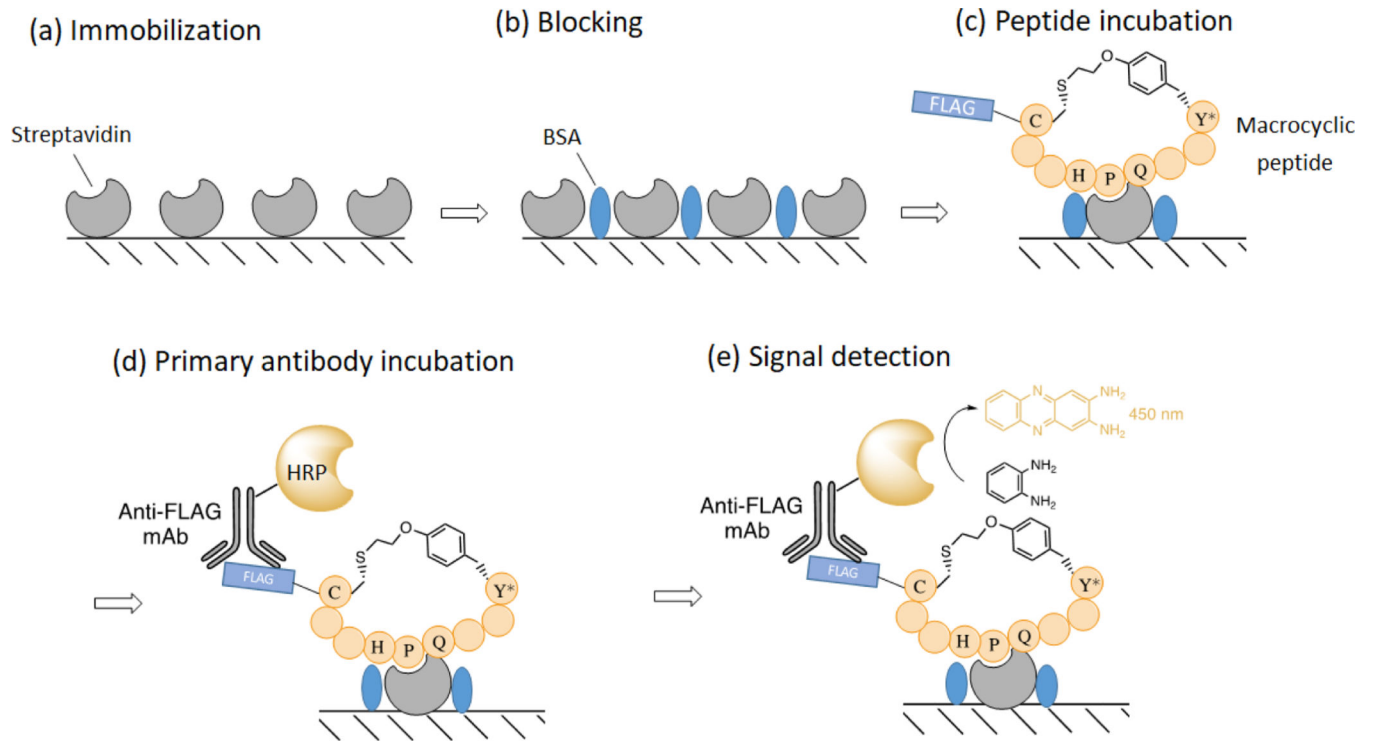 (a) Immobilization
(b) Blocking
(c) Peptide incubation
Streptavidin
BSA
FLAG
S
O
C
H
P
Q
Y*
Macrocyclic
peptide
(d) Primary antibody incubation
HRP
Anti-FLAG
mAb
FLAG
S
O
C
H
P
Q
Y*
(e) Signal detection
N
N
NH2
NH2
450 nm
NH2
NH2
Anti-FLAG
mAb
FLAG
S
O
C
H
P
Q
Y*